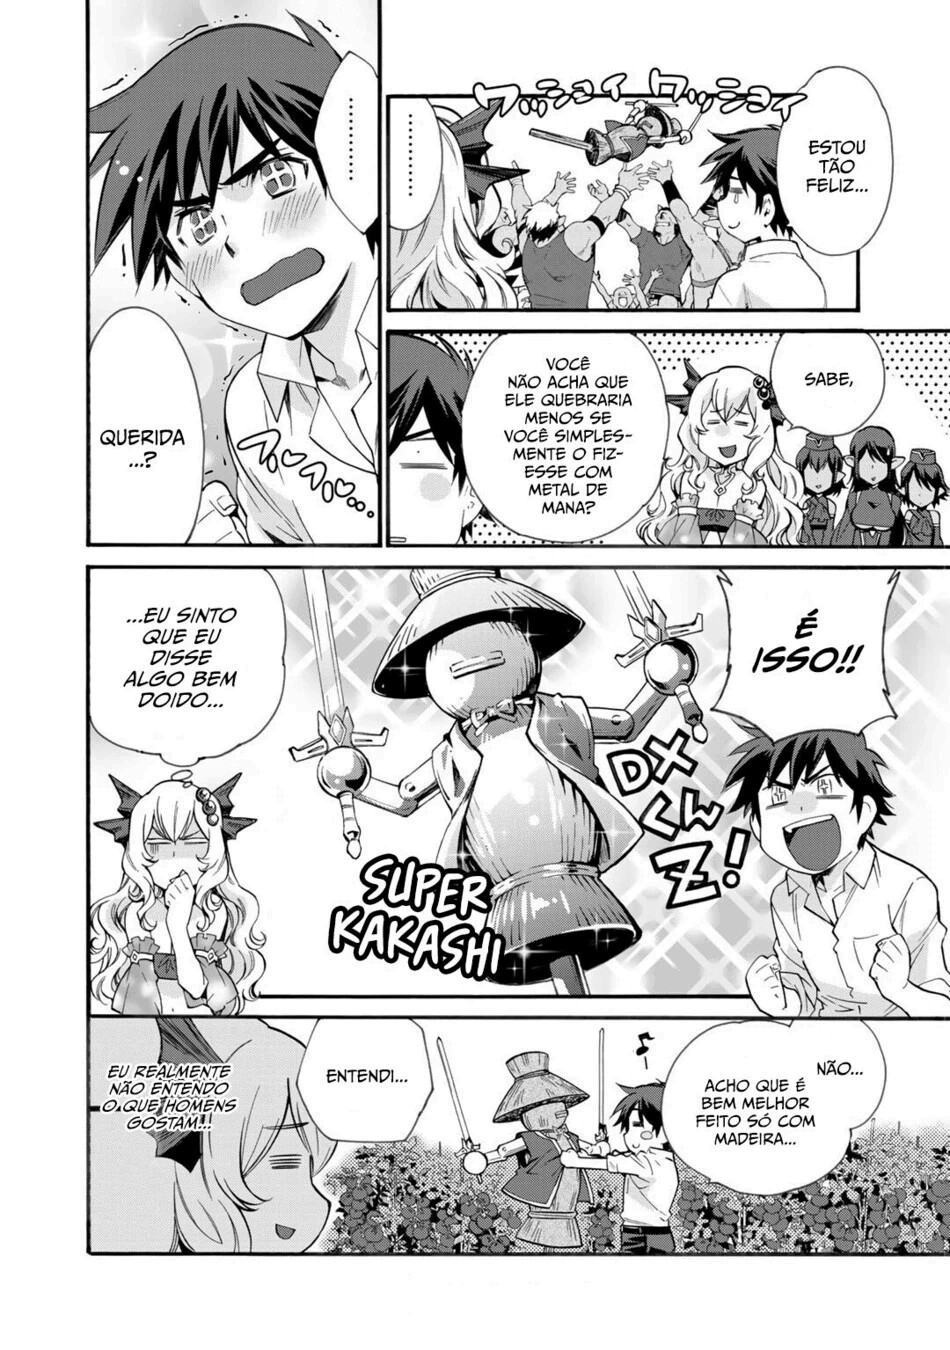 ワッショイ ワッショイ
ESTOU
TÃO
FELIZ...
.......
.......
SABE,
VOCÊ
NÃO ACHA QUE
ELE QUEBRARIA
MENOS SE
VOCÊ SIMPLES-
MENTE O FIZ-
ESSE COM
METAL DE
MANA?
QUERIDA
...?
É
ISSO!!
DX
ZL
Z!
SUPER
KAKASHI
...EU SINTO
QUE EU
DISSE
ALGO BEM
DOIDO...
NÃO...
ACHO QUE É
BEM MELHOR
FEITO SÓ COM
MADEIRA...
ENTENDI...
EU REALMENTE
NÃO ENTENDO
O QUE HOMENS
GOSTAM...